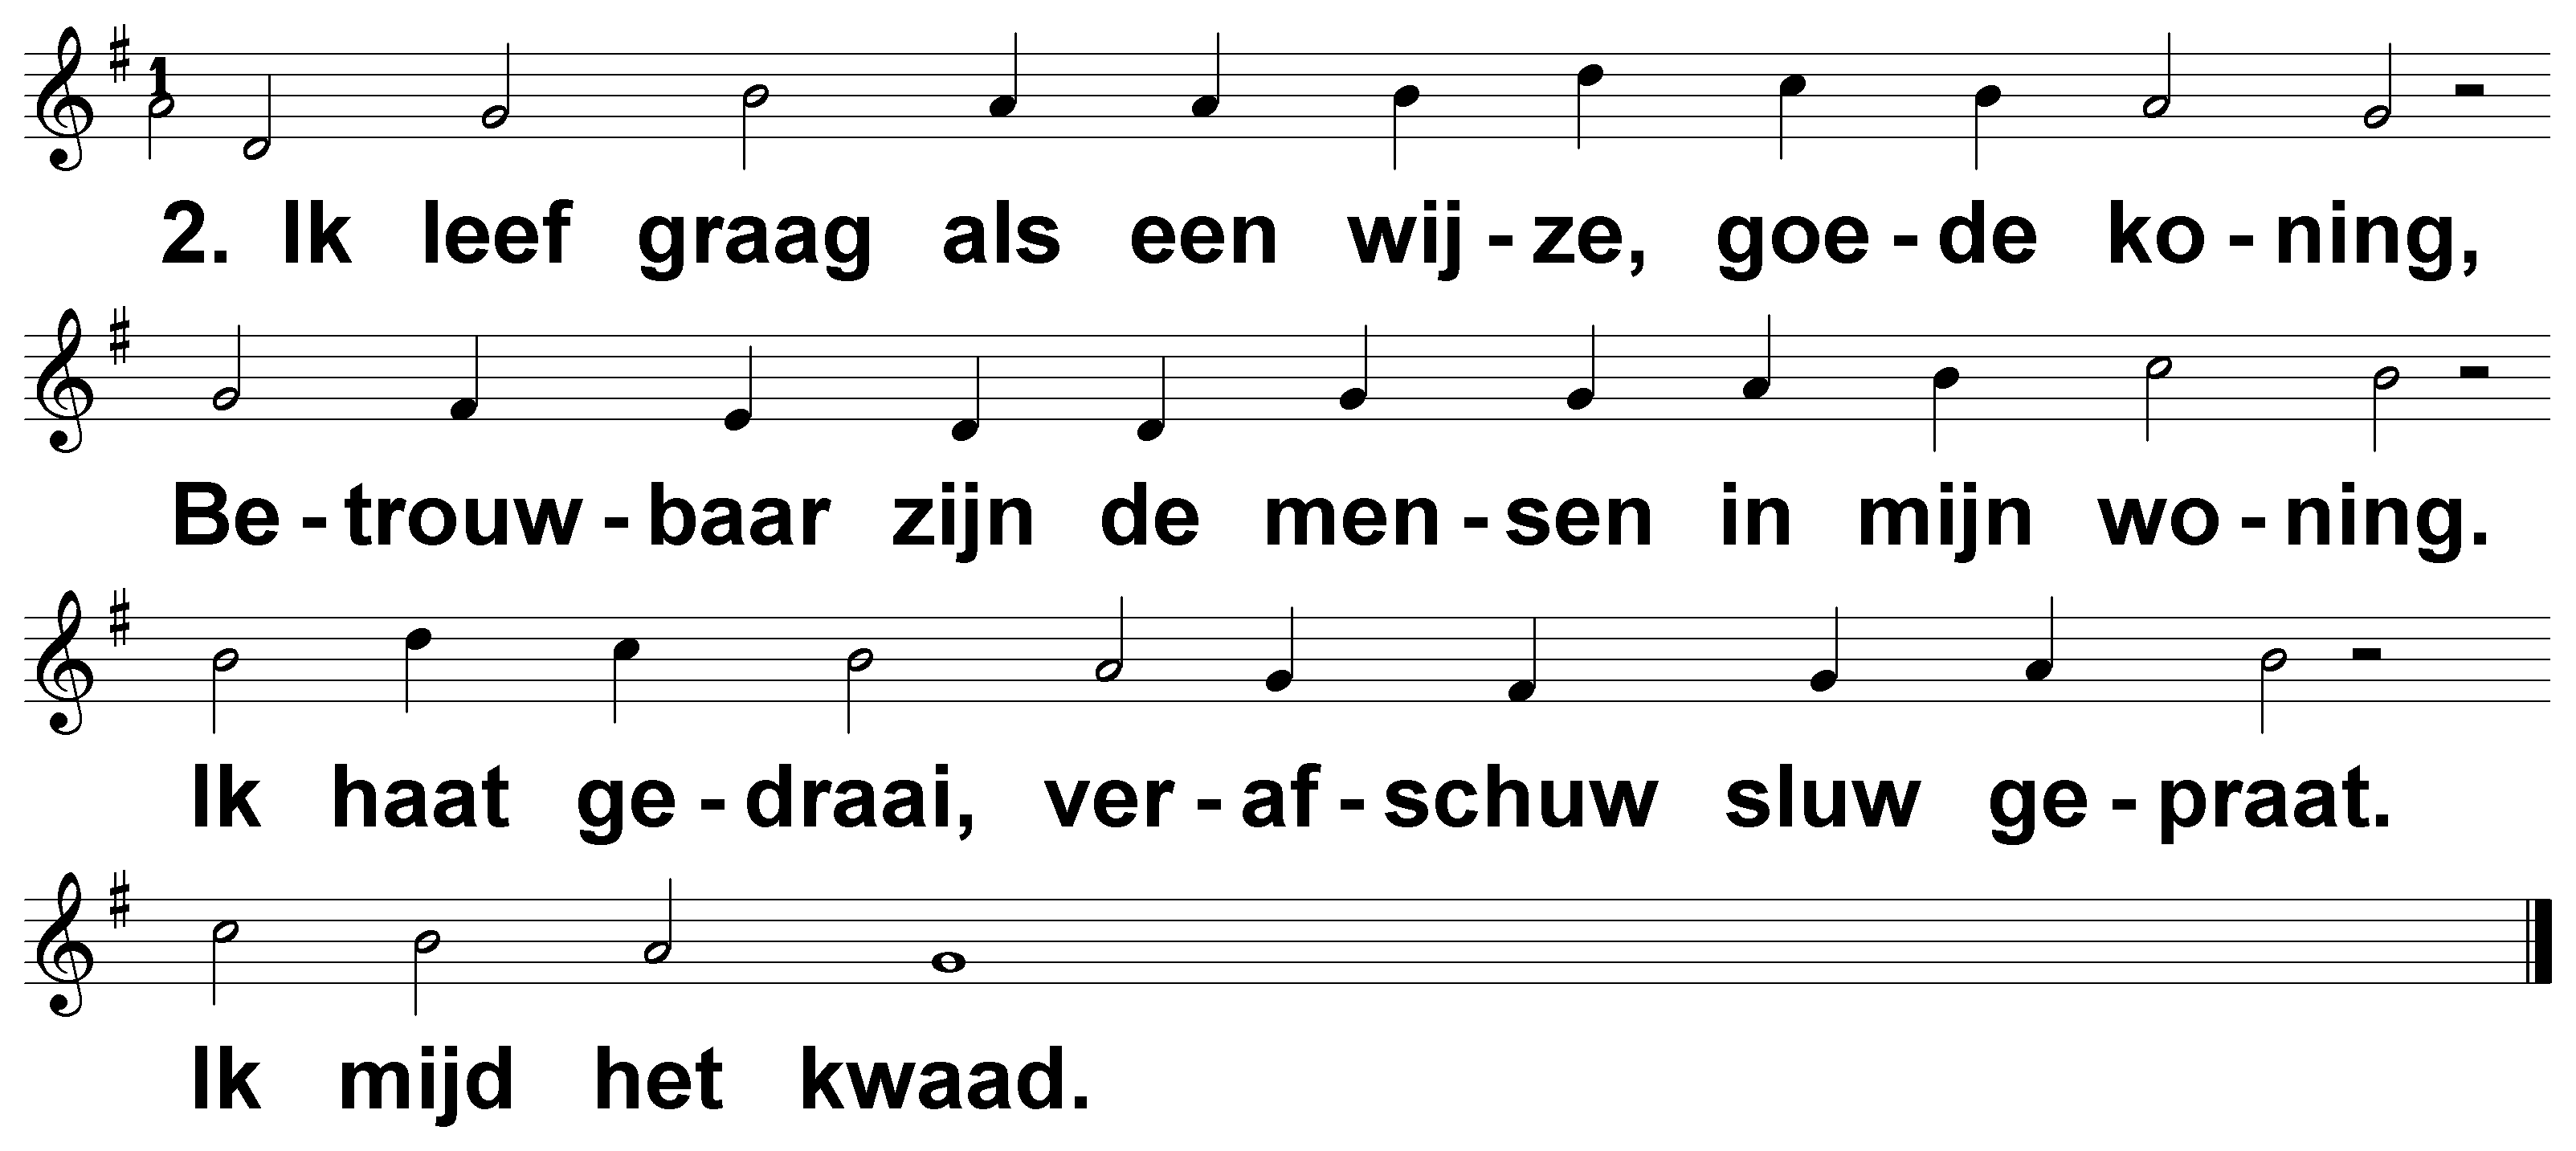 2. Ik leef graag als een wij - ze, goe - de ko - ning,
Be - trouw - baar zijn de men - sen in mijn wo - ning.
Ik haat ge - draai, ver - af - schuw sluw ge - praat.
Ik mijd het kwaad.